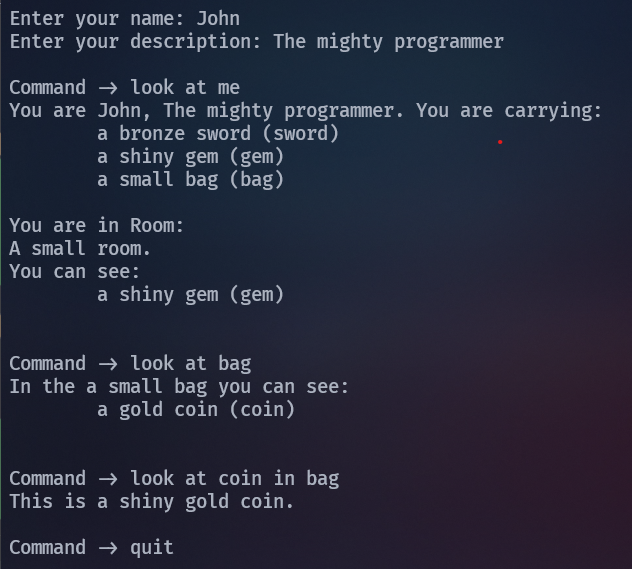 Enter your name: John
Enter your description: The mighty programmer
Command -> look at me
You are John, The mighty programmer. You are carrying:
a bronze sword (sword)
a shiny gem (gem)
a small bag (bag)
You are in Room:
A small room.
You can see:
a shiny gem (gem)
Command -> look at bag
In the a small bag you can see:
a gold coin (coin)
Command -> look at coin in bag
This is a shiny gold coin.
Command -> quit